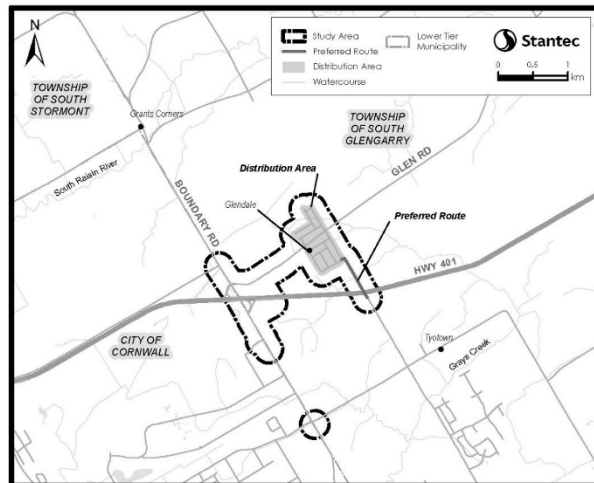 N
Study Area
Preferred Route
Distribution Area
Watercourse
Lower Tier
Municipality
Stantec
0 0.5 1
km
TOWNSHIP
OF SOUTH
STORMONT
Grants Corners
TOWNSHIP
OF SOUTH
GLENGARRY
South Raisin River
GLEN RD
Distribution Area
BOUNDARY RD
Glendale
Preferred Route
HWY 401
CITY OF
CORNWALL
Tyotown
Grays Creek